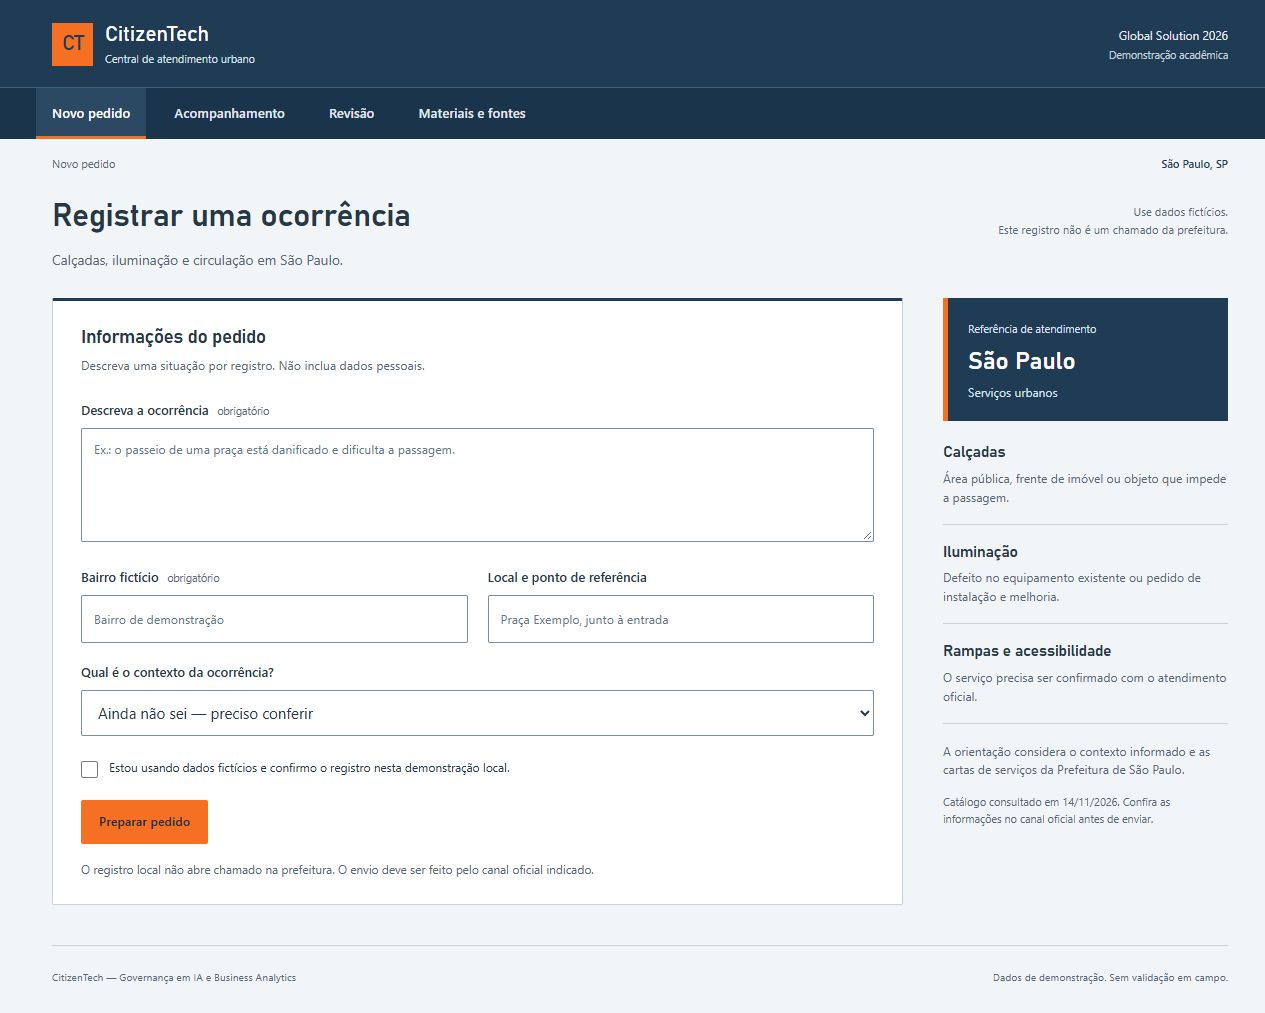 CT
CitizenTech
Central de atendimento urbano
Global Solution 2026
Demonstração acadêmica
Novo pedido
Acompanhamento
Revisão
Materiais e fontes
Novo pedido
São Paulo, SP
Registrar uma ocorrência
Calçadas, iluminação e circulação em São Paulo.
Use dados fictícios.
Este registro não é um chamado da prefeitura.
Informações do pedido
Descreva uma situação por registro. Não inclua dados pessoais.
Descreva a ocorrência obrigatório
Ex.: o passeio de uma praça está danificado e dificulta a passagem.
Bairro fictício obrigatório
Bairro de demonstração
Local e ponto de referência
Praça Exemplo, junto à entrada
Qual é o contexto da ocorrência?
Ainda não sei — preciso conferir
Estou usando dados fictícios e confirmo o registro nesta demonstração local.
Preparar pedido
O registro local não abre chamado na prefeitura. O envio deve ser feito pelo canal oficial indicado.
Referência de atendimento
São Paulo
Serviços urbanos
Calçadas
Área pública, frente de imóvel ou objeto que impede
a passagem.
Iluminação
Defeito no equipamento existente ou pedido de
instalação e melhoria.
Rampas e acessibilidade
O serviço precisa ser confirmado com o atendimento
oficial.
A orientação considera o contexto informado e as
cartas de serviços da Prefeitura de São Paulo.
Catálogo consultado em 14/11/2026. Confira as
informações no canal oficial antes de enviar.
CitizenTech — Governança em IA e Business Analytics
Dados de demonstração. Sem validação em campo.